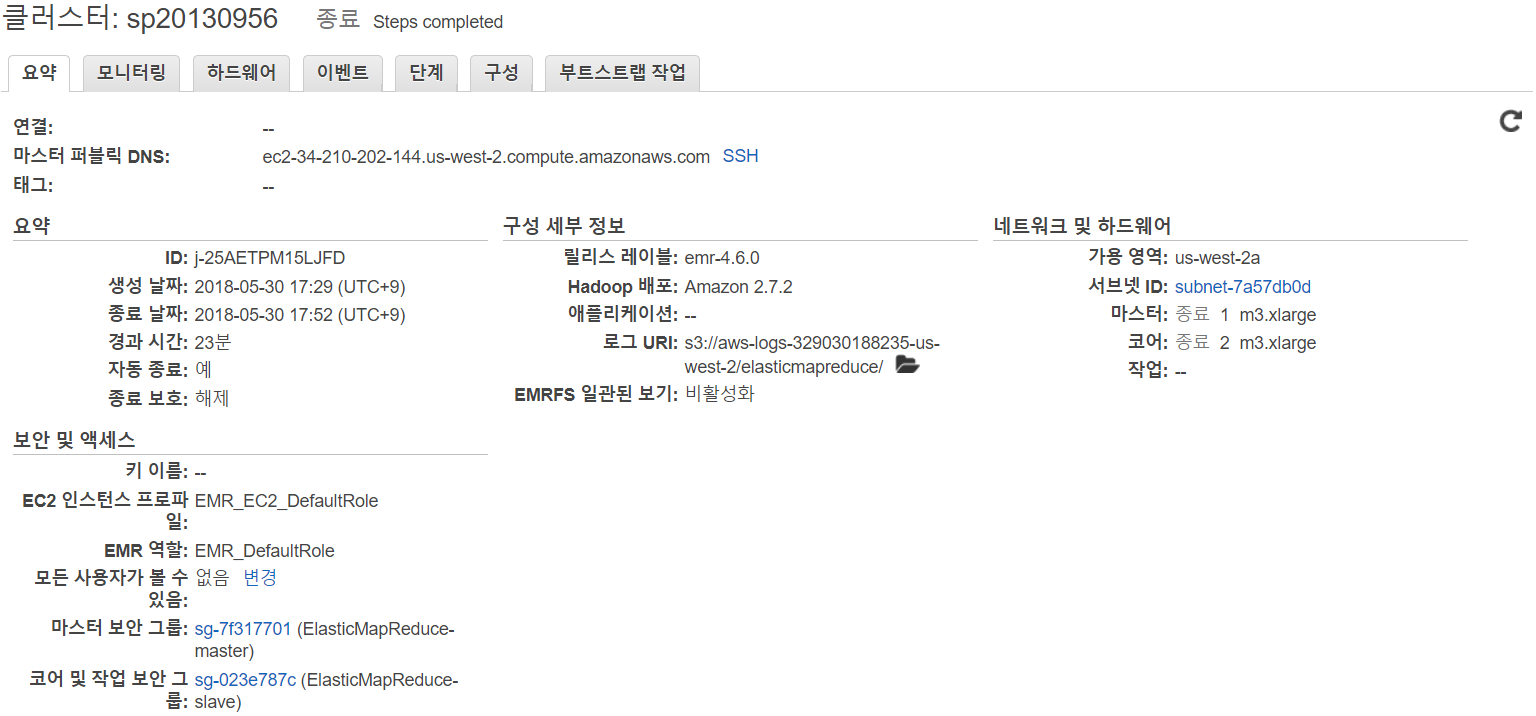 클러스터: sp20130956 종료 Steps completed
요약 모니터링 하드웨어 이벤트 단계 구성 부트스트랩 작업
연결: --
마스터 퍼블릭 DNS: ec2-34-210-202-144.us-west-2.compute.amazonaws.com SSH
태그: --
요약
ID: j-25AETPM15LJFD
생성 날짜: 2018-05-30 17:29 (UTC+9)
종료 날짜: 2018-05-30 17:52 (UTC+9)
경과 시간: 23분
자동 종료: 예
종료 보호: 해제
구성 세부 정보
릴리스 레이블: emr-4.6.0
Hadoop 배포: Amazon 2.7.2
애플리케이션: --
로그 URI: s3://aws-logs-329030188235-us-
west-2/elasticmapreduce/
EMRFS 일관된 보기: 비활성화
네트워크 및 하드웨어
가용 영역: us-west-2a
서브넷 ID: subnet-7a57db0d
마스터: 종료 1 m3.xlarge
코어: 종료 2 m3.xlarge
작업: --
보안 및 액세스
키 이름: --
EC2 인스턴스 프로파 EMR_EC2_DefaultRole
일:
EMR 역할: EMR_DefaultRole
모든 사용자가 볼 수 없음 변경
있음:
마스터 보안 그룹: sg-7f317701 (ElasticMapReduce-
master)
코어 및 작업 보안 그 sg-023e787c (ElasticMapReduce-
룹: slave)